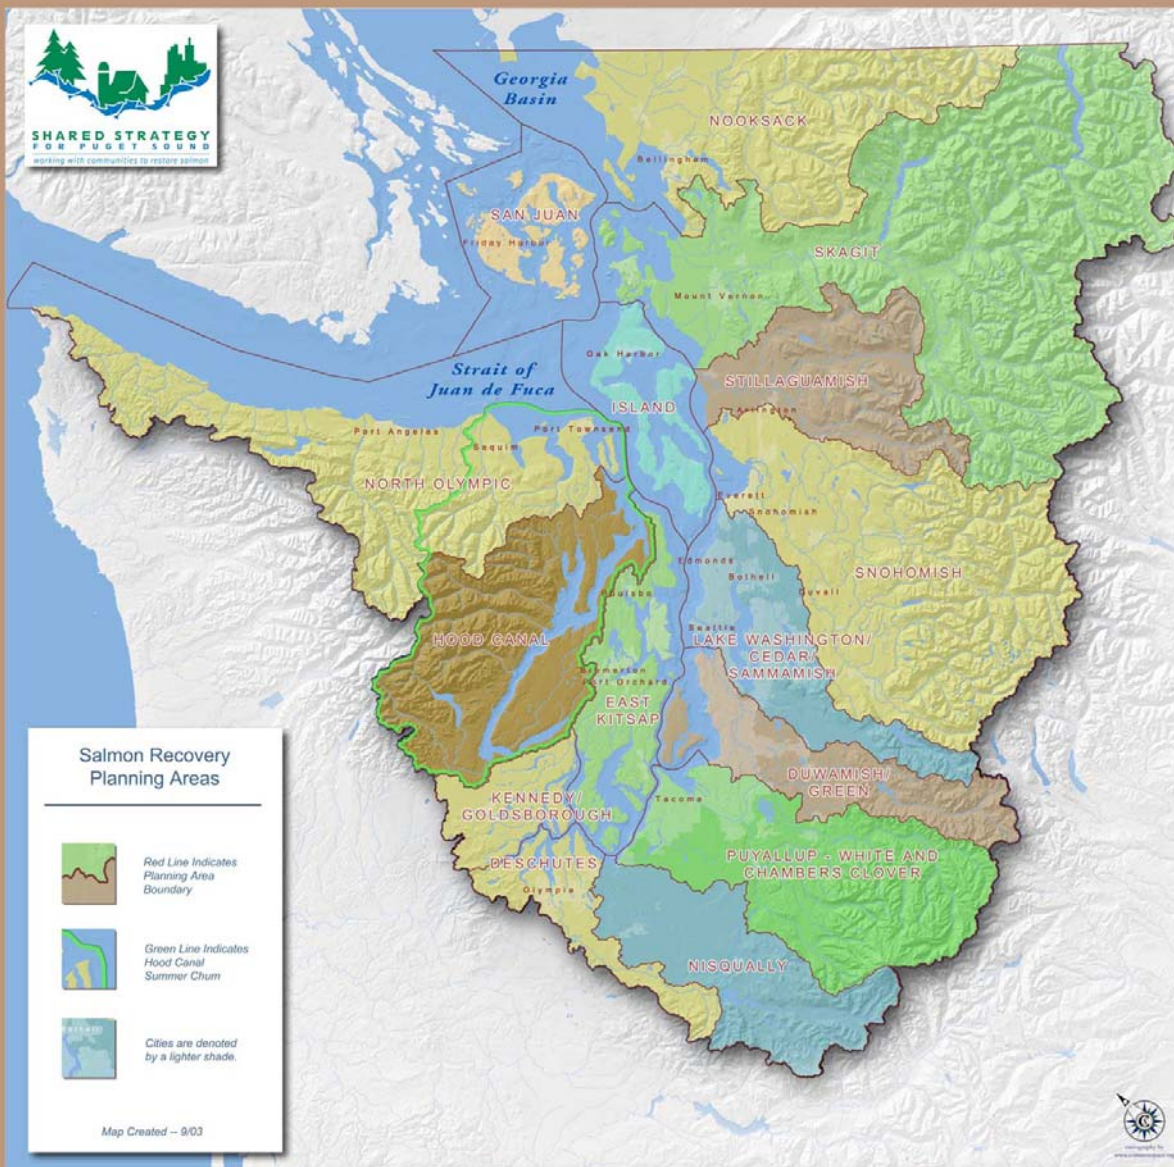 SHARED STRATEGY
FOR PUGET SOUND
working with communities to restore salmon
Georgia
Basin
NOOKSACK
Bellingham
SAN JUAN
Friday Harbor
SKAGIT
Mount Vernon
Oak Harbor
Strait of
Juan de Fuca
STILLAGUAMISH
Arlington
ISLAND
Port Angeles
Sequim
Port Townsend
NORTH OLYMPIC
Everett
Snohomish
Edmonds
Bothell
SNOHOMISH
Duvall
Poulsbo
Seattle
HOOD CANAL
LAKE WASHINGTON/
CEDAR/
SAMMAMISH
Bremerton
Port Orchard
EAST
KITSAP
DUWAMISH/
GREEN
KENNEDY/
GOLDSBOROUGH
Tacoma
PUYALLUP - WHITE AND
CHAMBERS CLOVER
DESCHUTES
Olympia
NISQUALLY
Salmon Recovery
Planning Areas
Red Line Indicates
Planning Area
Boundary
Green Line Indicates
Hood Canal
Summer Chum
Cities are denoted
by a lighter shade.
Map Created -- 9/03
cartography by